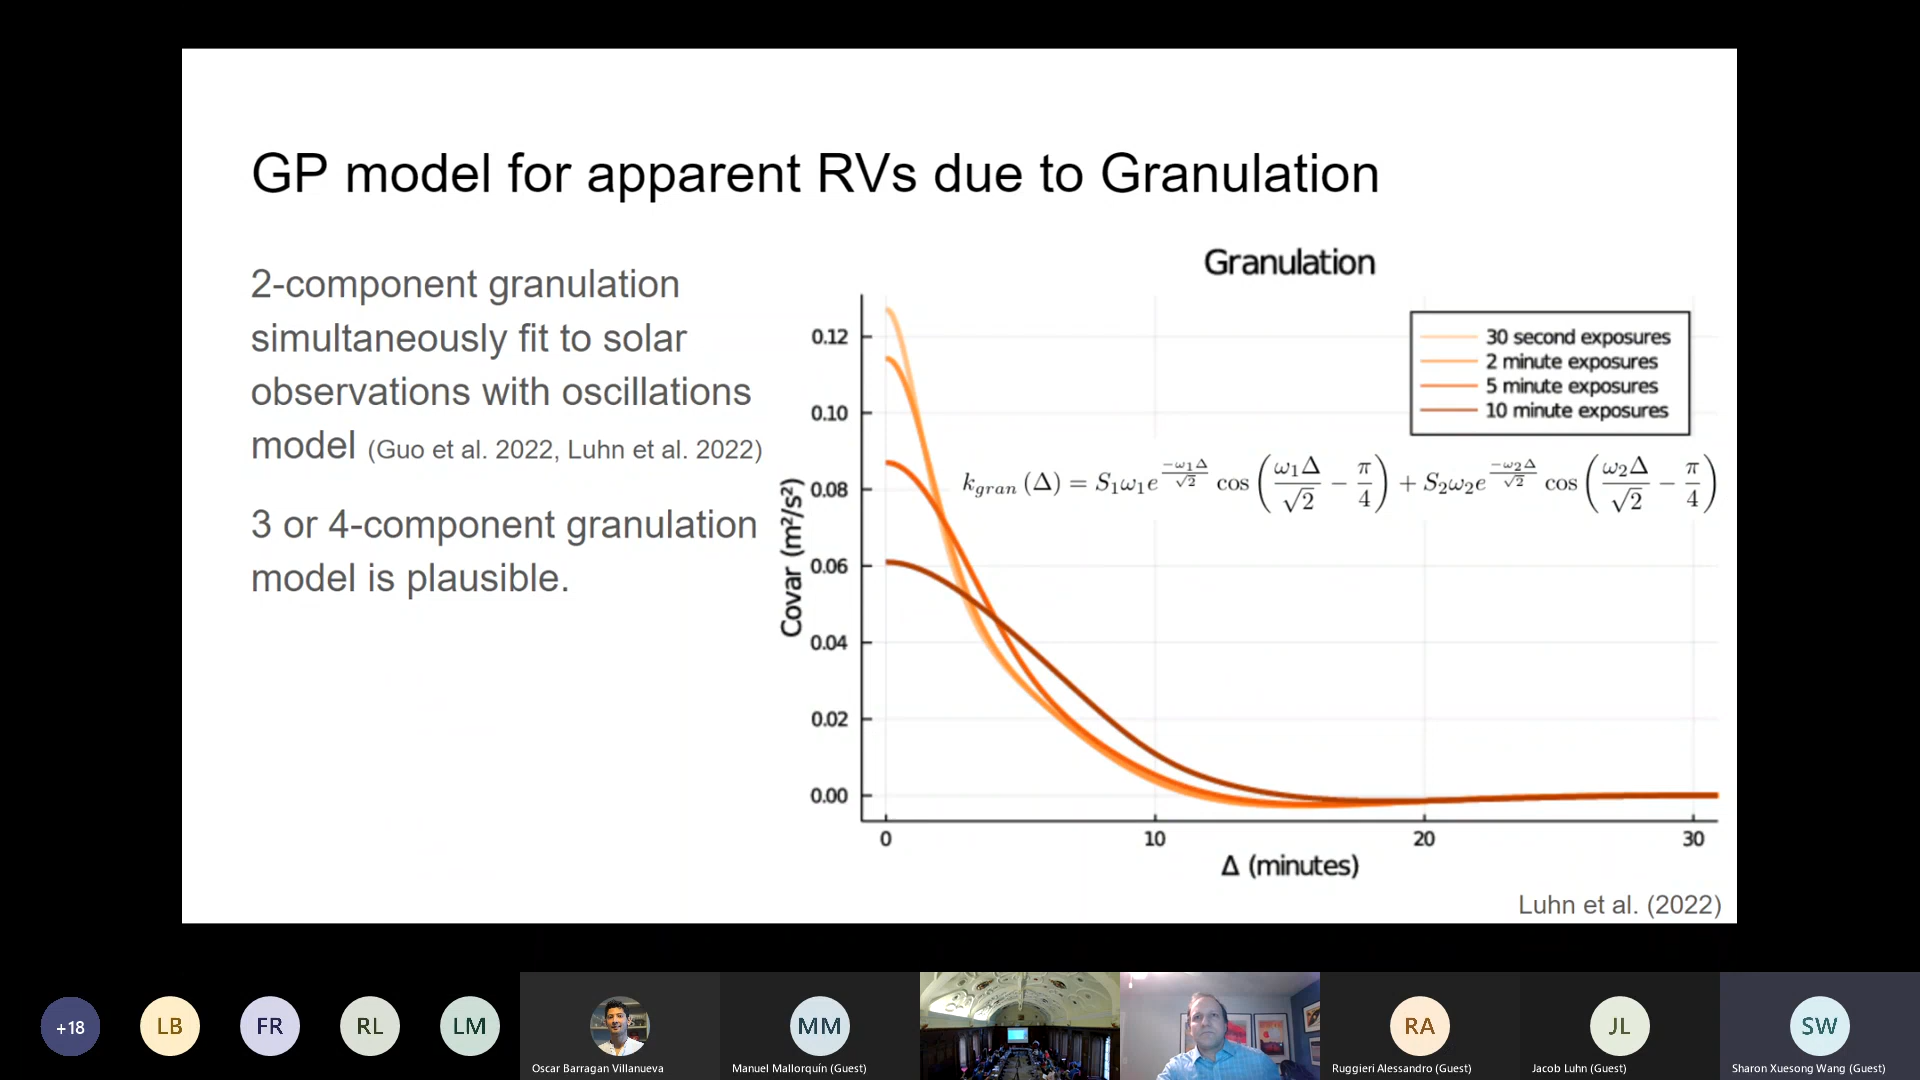 GP model for apparent RVs due to Granulation
2-component granulation
simultaneously fit to solar
observations with oscillations
model (Guo et al. 2022, Luhn et al. 2022)
3 or 4-component granulation
model is plausible.
Granulation
30 second exposures
2 minute exposures
5 minute exposures
10 minute exposures
k_{gran} (Δ) = S₁ω₁e^{-ω₁Δ/√2} cos (ω₁Δ/√2 − π/4) + S₂ω₂e^{-ω₂Δ/√2} cos (ω₂Δ/√2 − π/4)
Covar (m²/s²)
0.12
0.10
0.08
0.06
0.04
0.02
0.00
0 10 20 30
Δ (minutes)
Luhn et al. (2022)
+18
LB
FR
RL
LM
Oscar Barragan Villanueva
MM
Manuel Mallorquín (Guest)
RA
Ruggieri Alessandro (Guest)
JL
Jacob Luhn (Guest)
SW
Sharon Xuesong Wang (Guest)